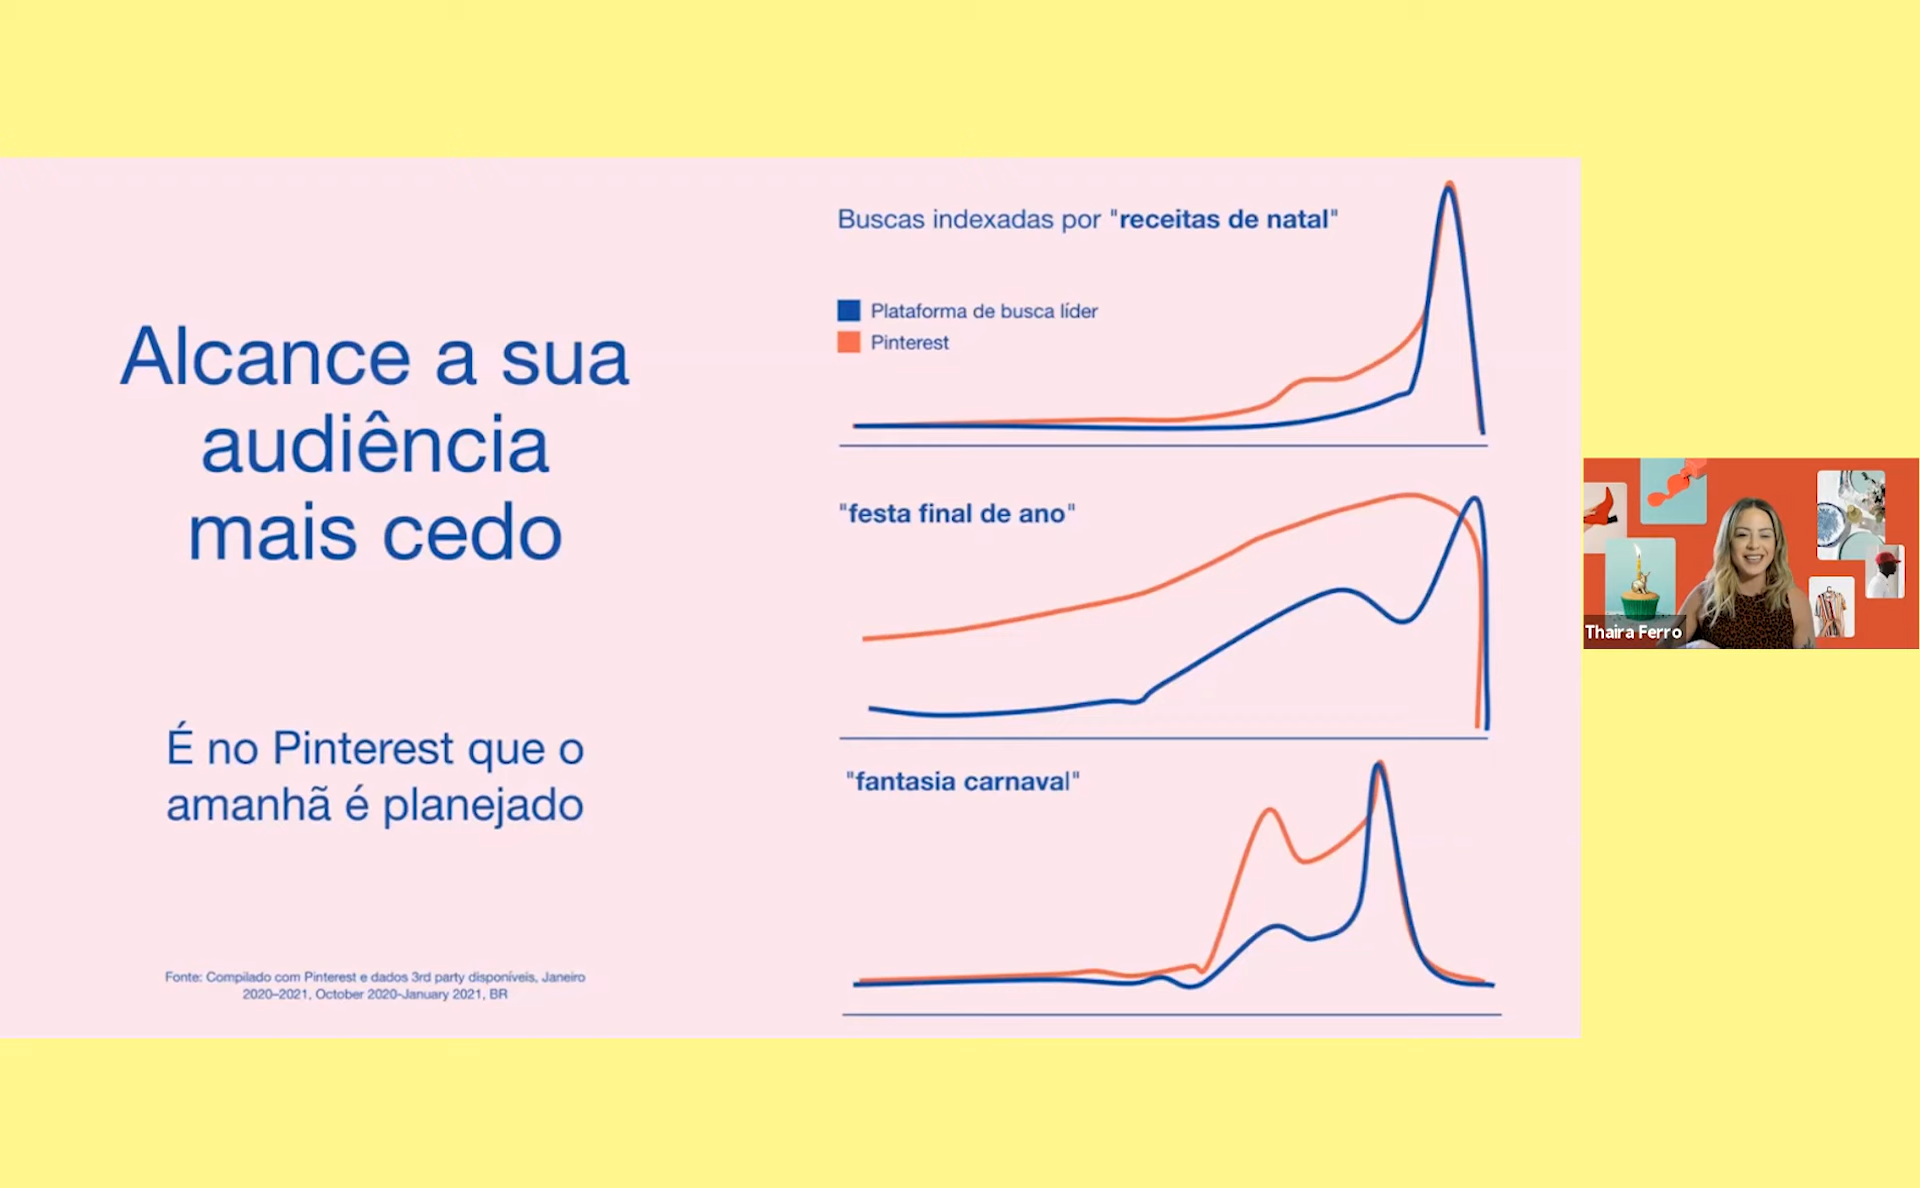 Alcance a sua
audiência
mais cedo
É no Pinterest que o
amanhã é planejado
Fonte: Compilado com Pinterest e dados 3rd party disponíveis, Janeiro
2020–2021, October 2020-January 2021, BR
Buscas indexadas por "receitas de natal"
Plataforma de busca líder
Pinterest
"festa final de ano"
"fantasia carnaval"
Thaira Ferro